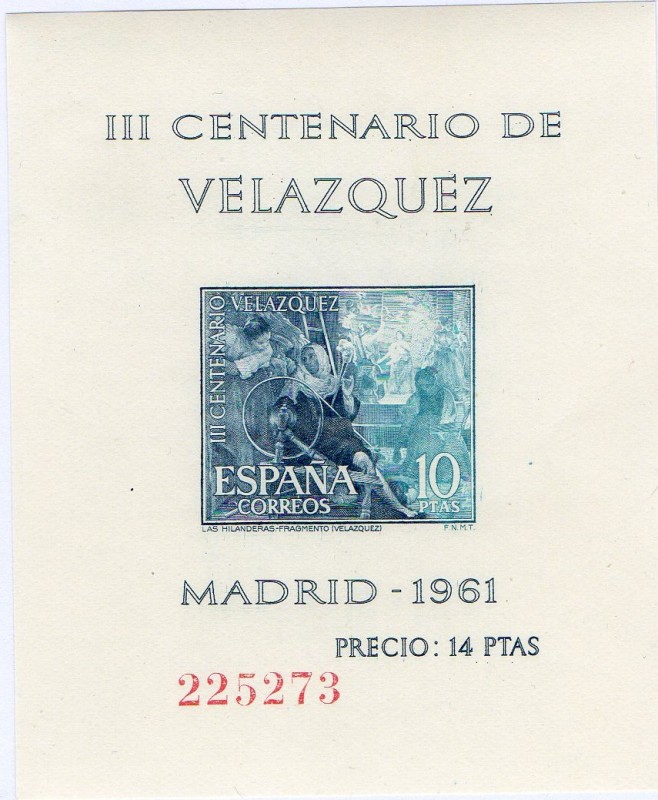 III CENTENARIO DE
VELAZQUEZ
III CENTENARIO VELAZQUEZ
ESPAÑA
CORREOS
10
PTAS
LAS HILANDERAS-FRAGMENTO (VELAZQUEZ)
F.N.M.T.
MADRID - 1961
PRECIO: 14 PTAS
225273